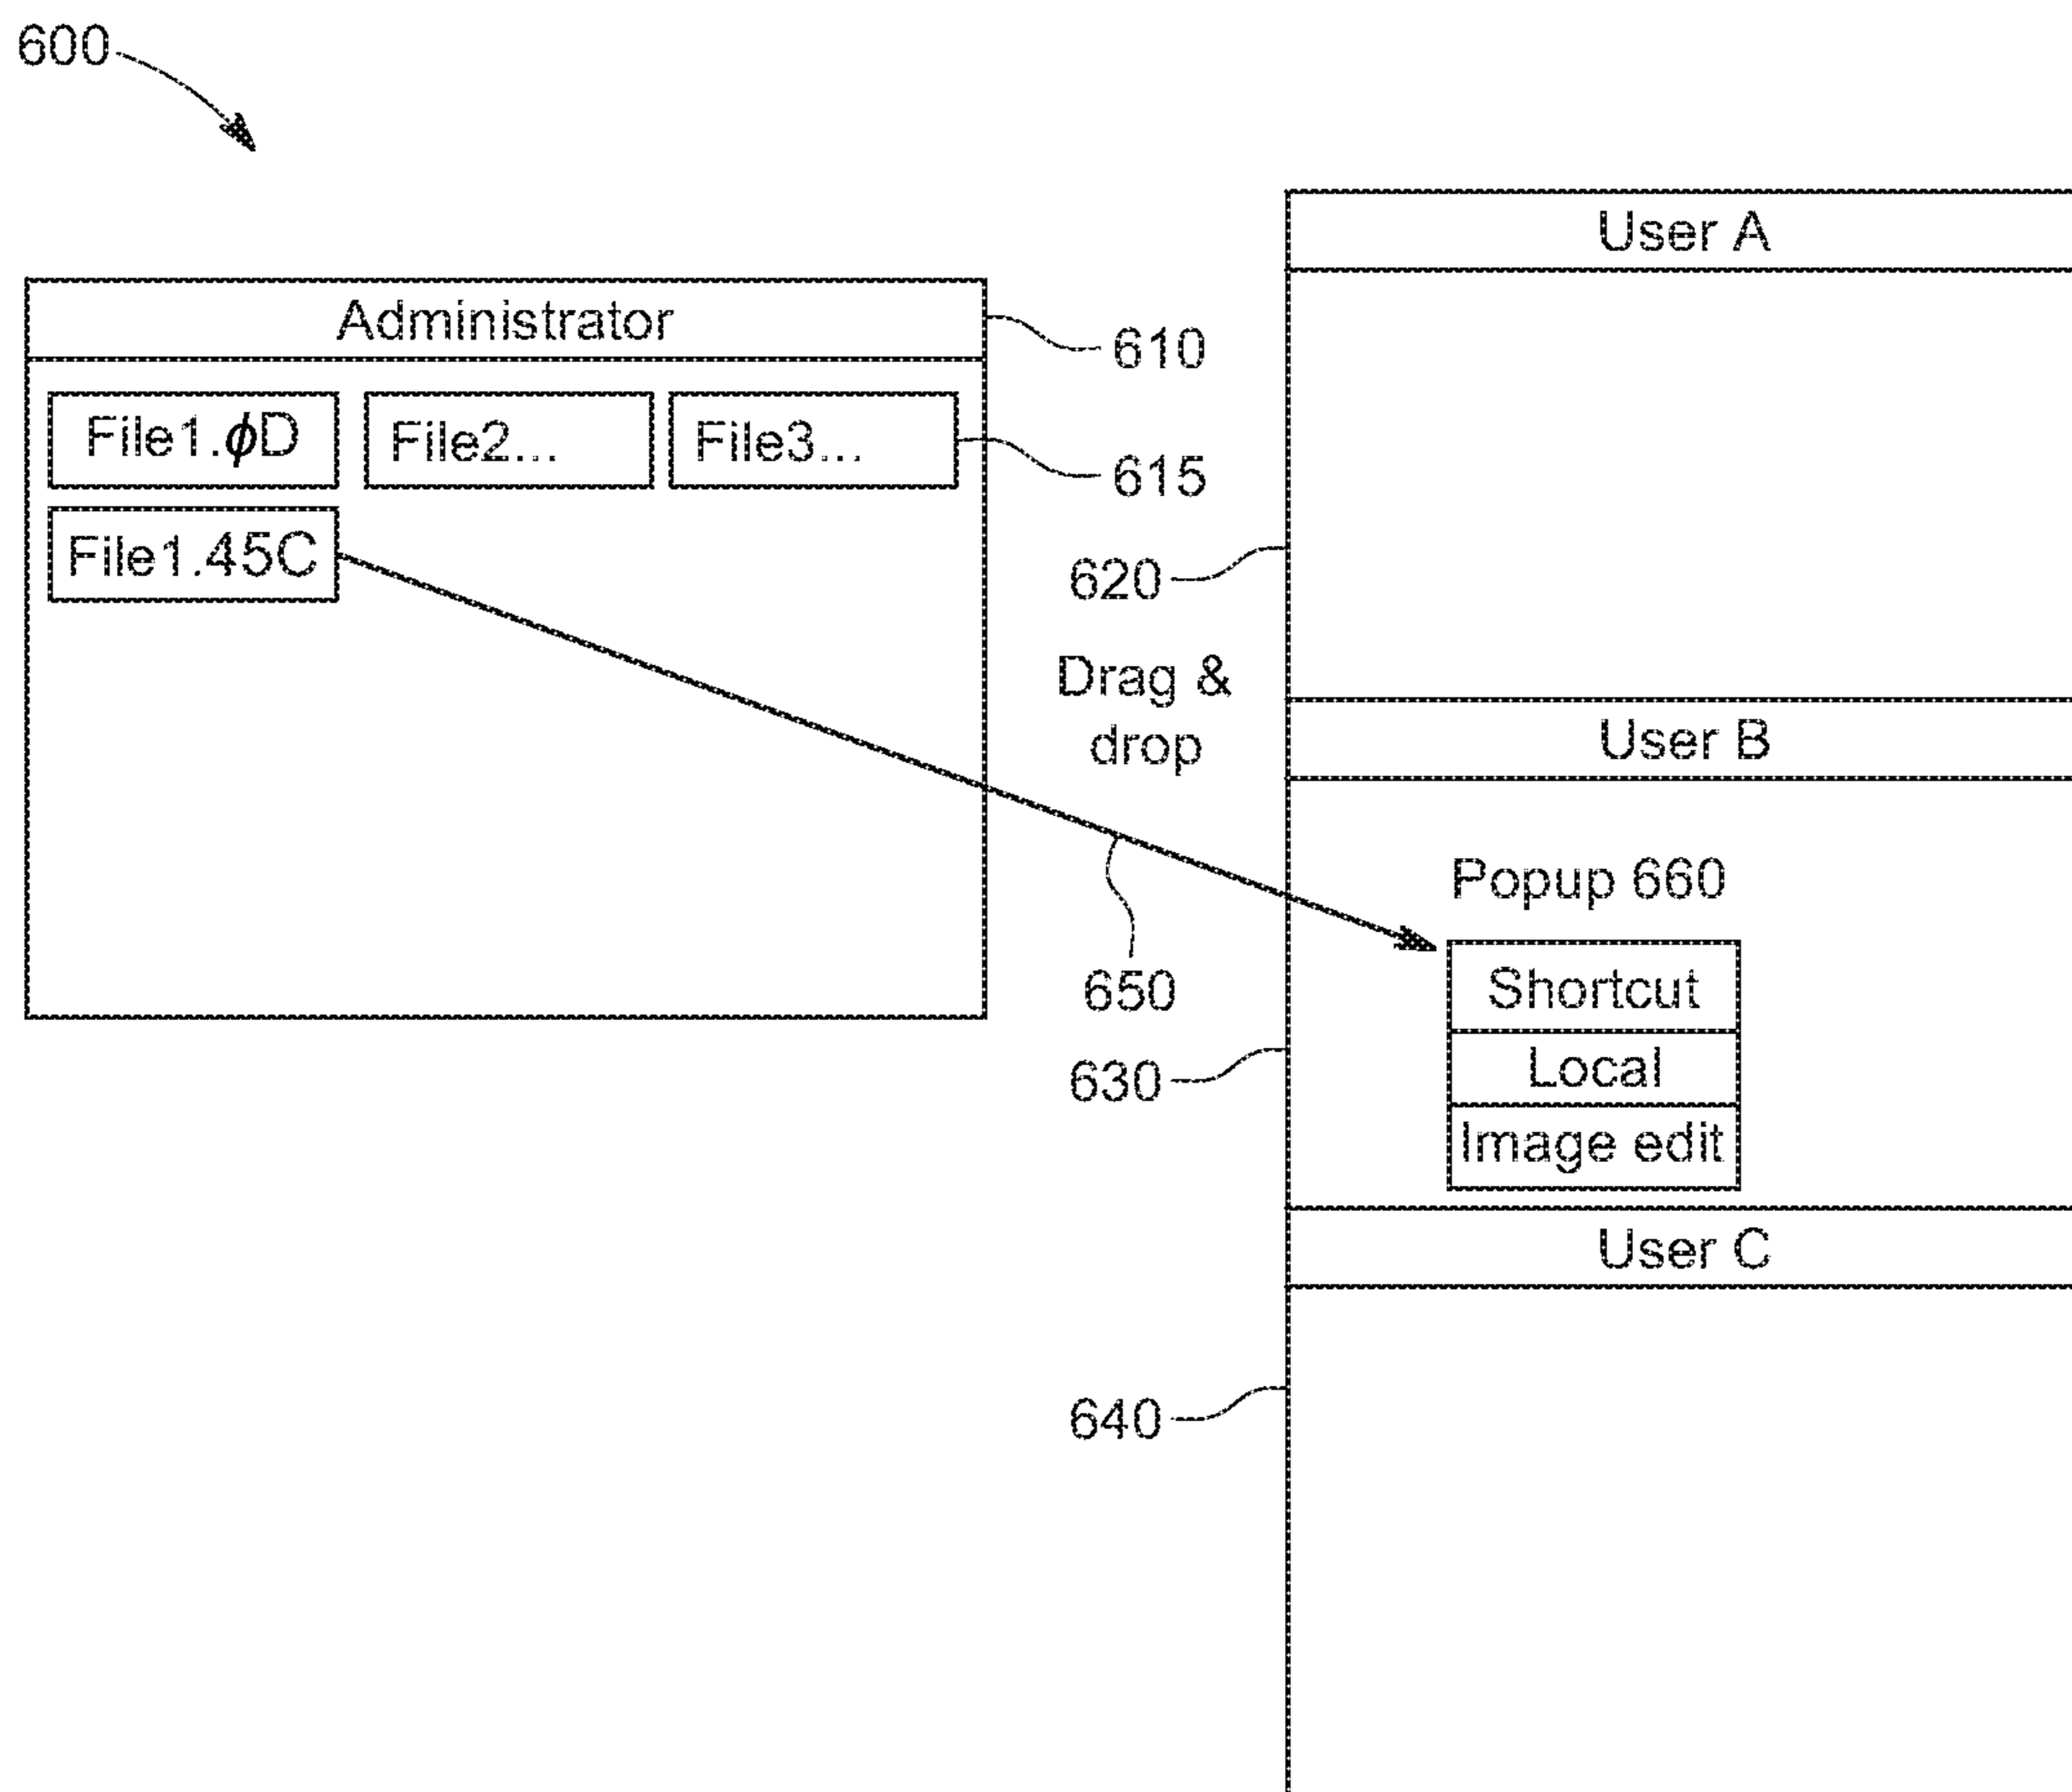 600
User A
Administrator
610
File1.ϕD
File2...
File3...
615
File1.45C
620
Drag &
drop
User B
Popup 660
650
Shortcut
630
Local
Image edit
User C
640